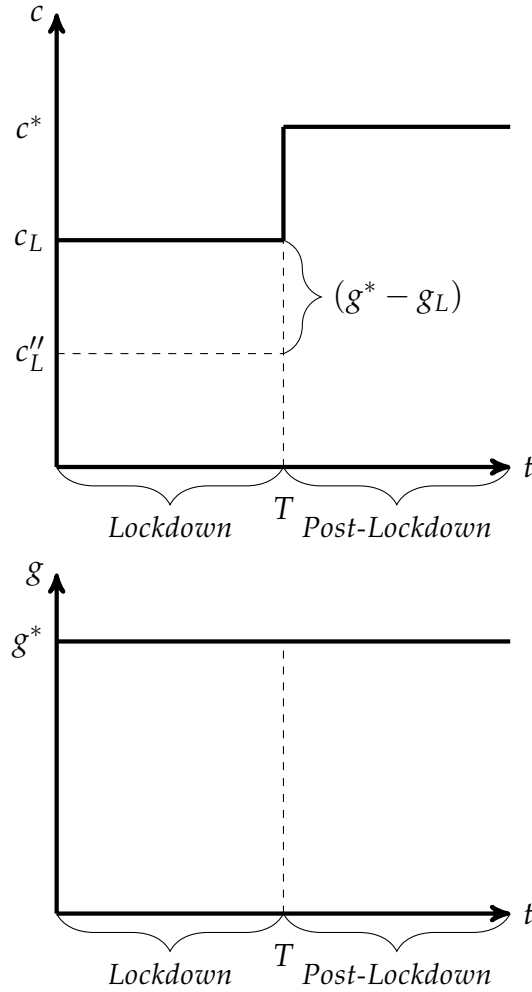 c
c*
c_L
(g* − g_L)
c''_L
t
Lockdown
T
Post-Lockdown
g
g*
t
Lockdown
T
Post-Lockdown